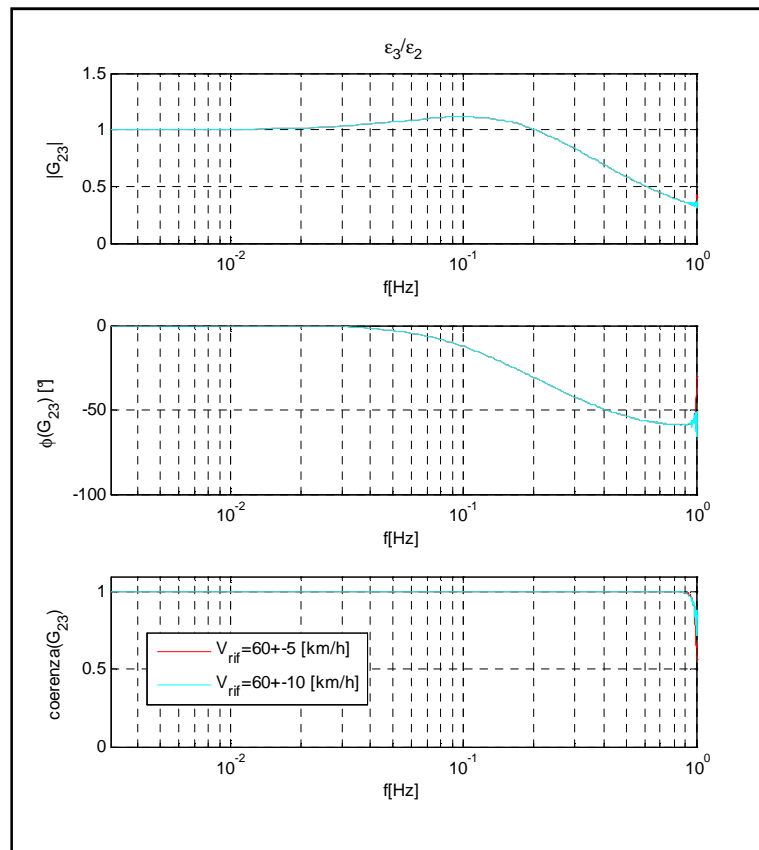 ε3/ε2
1.5
1
0.5
0
|G23|
10^-2
10^-1
10^0
f[Hz]
0
-50
-100
ϕ(G23) [°]
10^-2
10^-1
10^0
f[Hz]
1
0.5
0
coerenza(G23)
Vrif=60+-5 [km/h]
Vrif=60+-10 [km/h]
10^-2
10^-1
10^0
f[Hz]